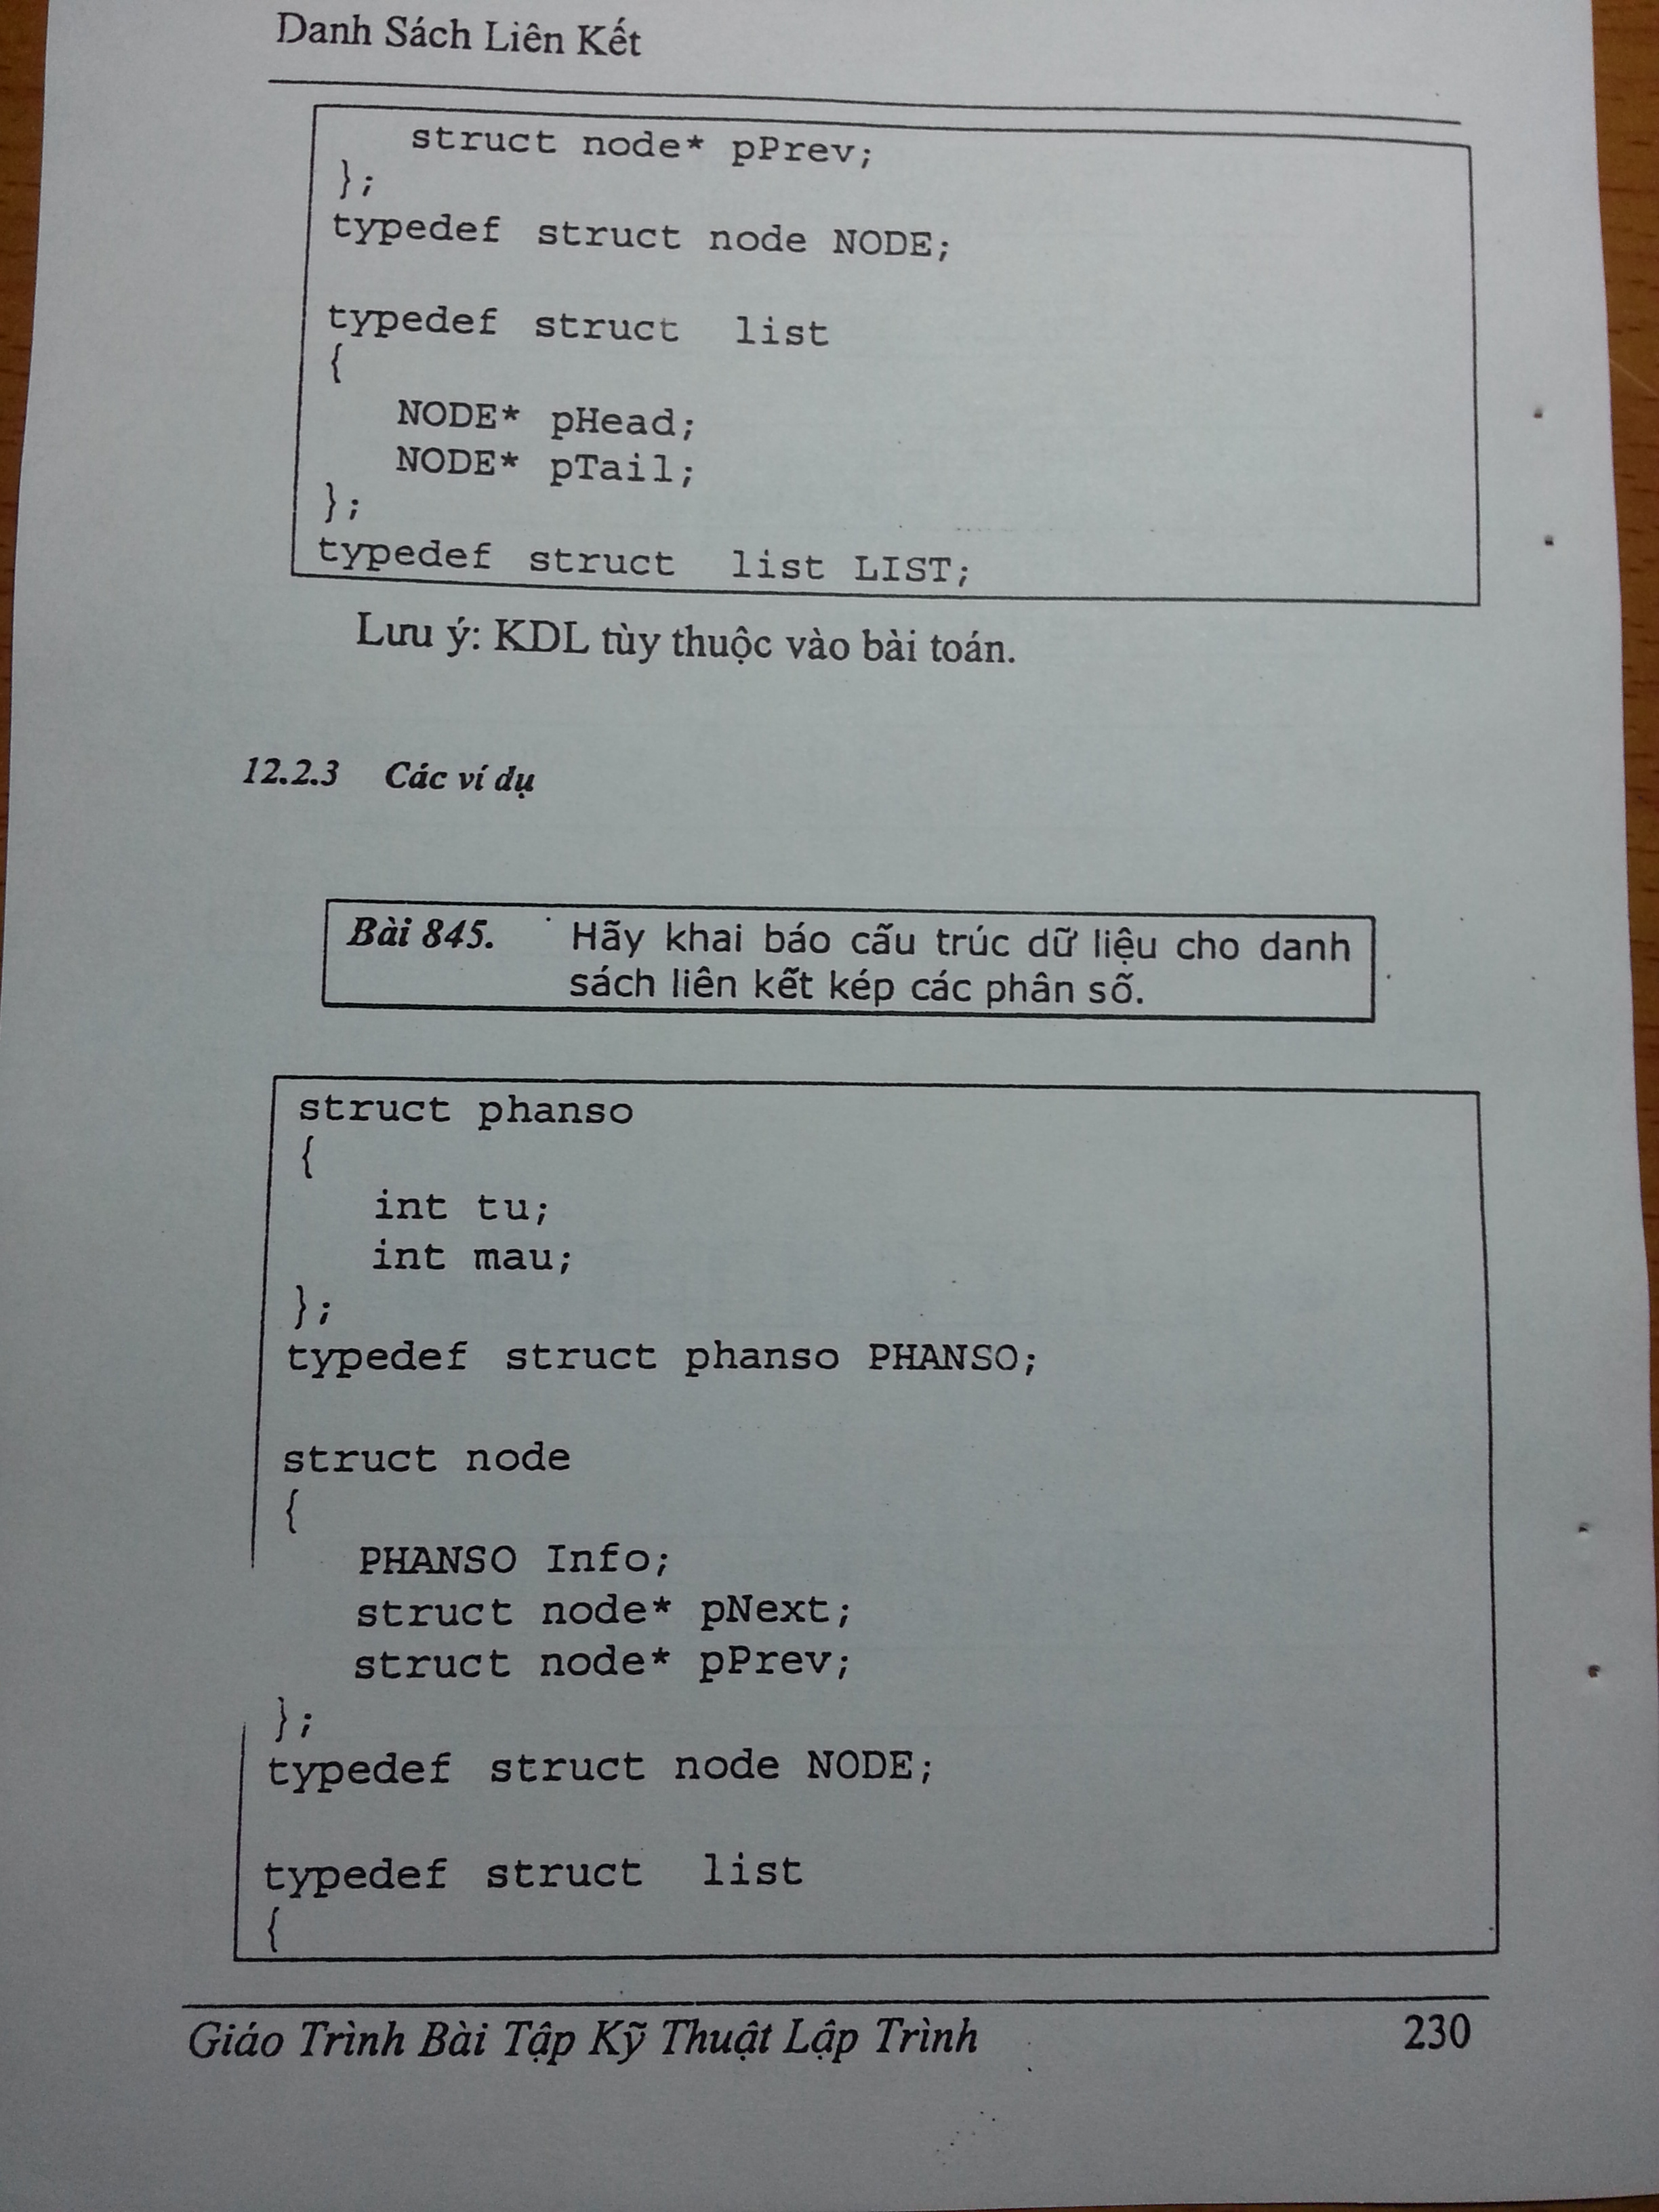 Danh Sách Liên Kết
struct node* pPrev;
};
typedef struct node NODE;
typedef struct list
{
NODE* pHead;
NODE* pTail;
};
typedef struct list LIST;
Lưu ý: KDL tùy thuộc vào bài toán.
12.2.3 Các ví dụ
Bài 845. Hãy khai báo cấu trúc dữ liệu cho danh
sách liên kết kép các phân số.
struct phanso
{
int tu;
int mau;
};
typedef struct phanso PHANSO;
struct node
{
PHANSO Info;
struct node* pNext;
struct node* pPrev;
};
typedef struct node NODE;
typedef struct list
{
Giáo Trình Bài Tập Kỹ Thuật Lập Trình 230